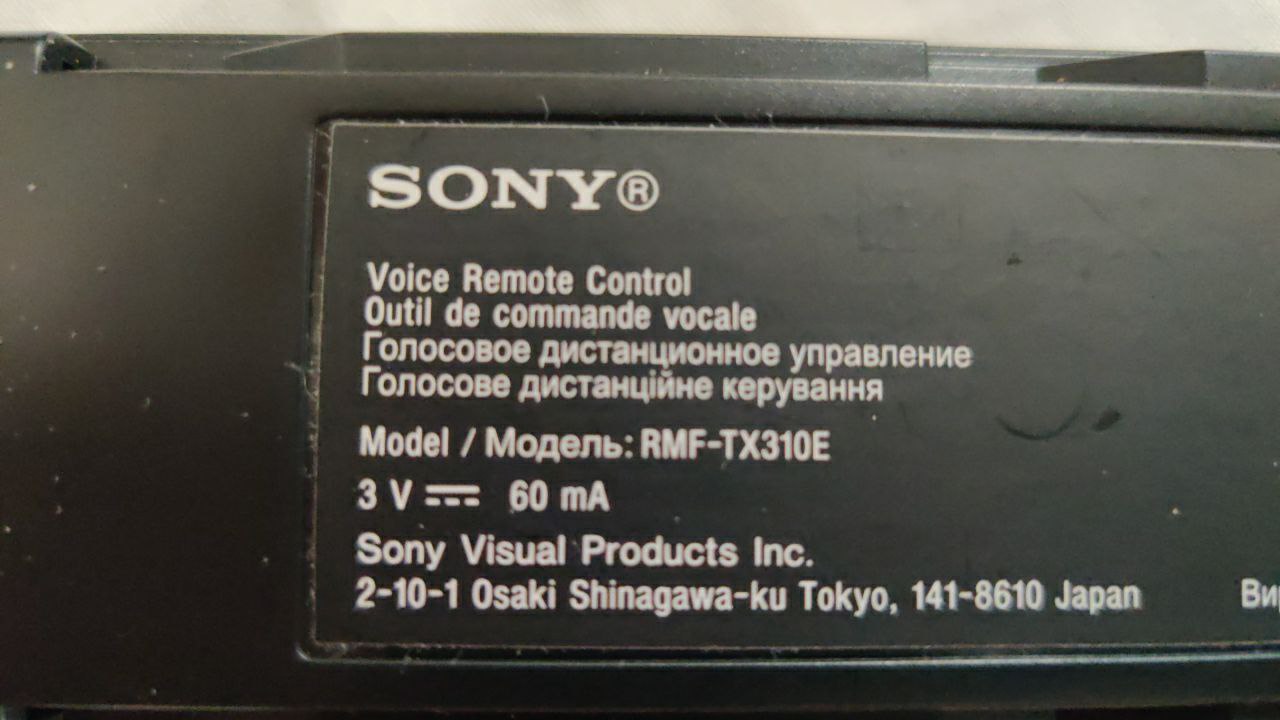 SONY®
Voice Remote Control
Outil de commande vocale
Голосовое дистанционное управление
Голосове дистанційне керування
Model / Модель: RMF-TX310E
3 V ⎓ 60 mA
Sony Visual Products Inc.
2-10-1 Osaki Shinagawa-ku Tokyo, 141-8610 Japan